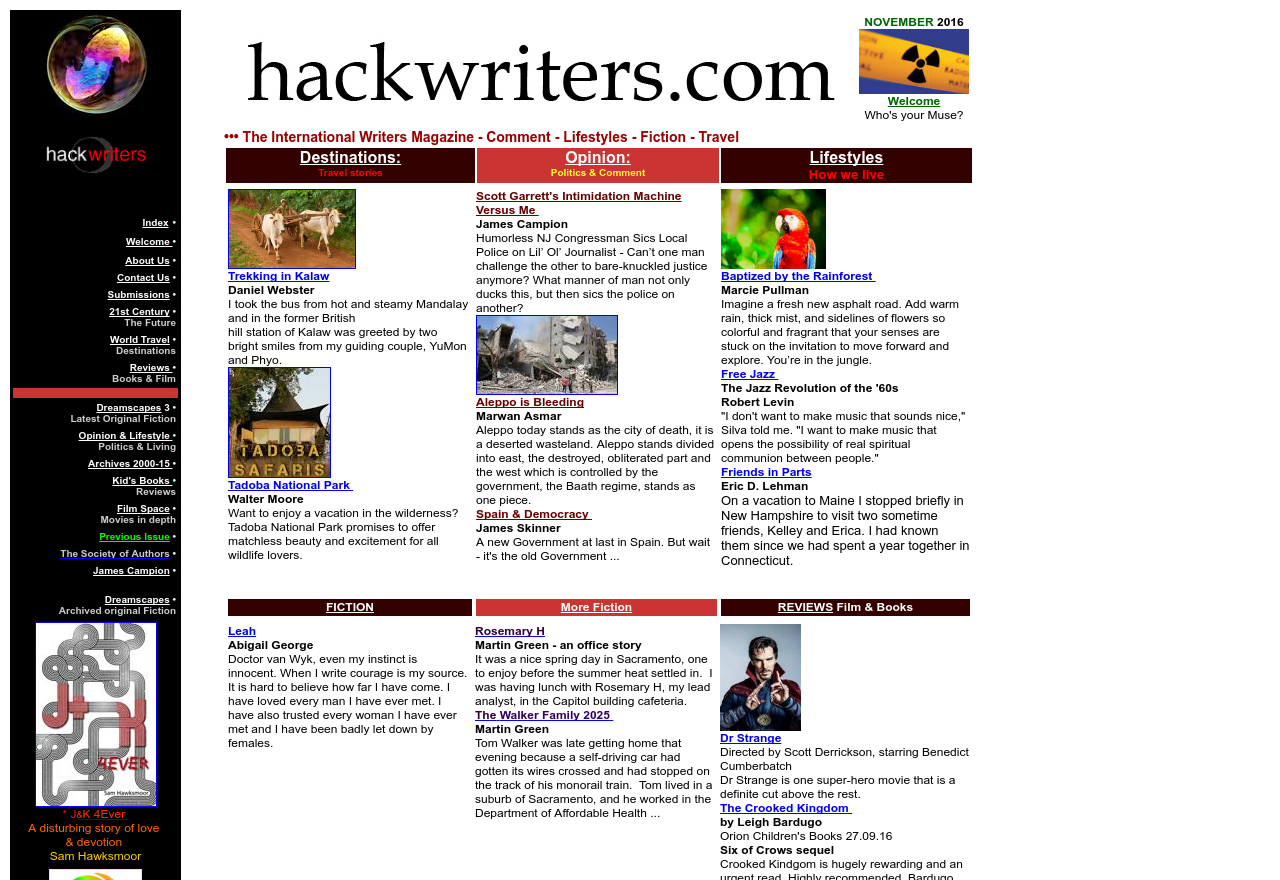 hackwriters
Index •
Welcome •
About Us •
Contact Us •
Submissions •
21st Century •
The Future
World Travel •
Destinations
Reviews •
Books & Film
Dreamscapes 3 •
Latest Original Fiction
Opinion & Lifestyle •
Politics & Living
Archives 2000-15 •
Kid's Books •
Reviews
Film Space •
Movies in depth
Previous Issue •
The Society of Authors •
James Campion •
Dreamscapes •
Archived original Fiction
J+K
4EVER
Sam Hawksmoor
* J&K 4Ever
A disturbing story of love
& devotion
Sam Hawksmoor
hackwriters.com
NOVEMBER 2016
Welcome
Who's your Muse?
••• The International Writers Magazine - Comment - Lifestyles - Fiction - Travel
Destinations:
Travel stories
Trekking in Kalaw
Daniel Webster
I took the bus from hot and steamy Mandalay
and in the former British
hill station of Kalaw was greeted by two
bright smiles from my guiding couple, YuMon
and Phyo.
TADOBA
SAFARIS
Tadoba National Park
Walter Moore
Want to enjoy a vacation in the wilderness?
Tadoba National Park promises to offer
matchless beauty and excitement for all
wildlife lovers.
Opinion:
Politics & Comment
Scott Garrett's Intimidation Machine
Versus Me
James Campion
Humorless NJ Congressman Sics Local
Police on Lil’ Ol’ Journalist - Can’t one man
challenge the other to bare-knuckled justice
anymore? What manner of man not only
ducks this, but then sics the police on
another?
Aleppo is Bleeding
Marwan Asmar
Aleppo today stands as the city of death, it is
a deserted wasteland. Aleppo stands divided
into east, the destroyed, obliterated part and
the west which is controlled by the
government, the Baath regime, stands as
one piece.
Spain & Democracy
James Skinner
A new Government at last in Spain. But wait
- it's the old Government ...
Lifestyles
How we live
Baptized by the Rainforest
Marcie Pullman
Imagine a fresh new asphalt road. Add warm
rain, thick mist, and sidelines of flowers so
colorful and fragrant that your senses are
stuck on the invitation to move forward and
explore. You’re in the jungle.
Free Jazz
The Jazz Revolution of the '60s
Robert Levin
"I don't want to make music that sounds nice,"
Silva told me. "I want to make music that
opens the possibility of real spiritual
communion between people."
Friends in Parts
Eric D. Lehman
On a vacation to Maine I stopped briefly in
New Hampshire to visit two sometime
friends, Kelley and Erica. I had known
them since we had spent a year together in
Connecticut.
FICTION
Leah
Abigail George
Doctor van Wyk, even my instinct is
innocent. When I write courage is my source.
It is hard to believe how far I have come. I
have loved every man I have ever met. I
have also trusted every woman I have ever
met and I have been badly let down by
females.
More Fiction
Rosemary H
Martin Green - an office story
It was a nice spring day in Sacramento, one
to enjoy before the summer heat settled in. I
was having lunch with Rosemary H, my lead
analyst, in the Capitol building cafeteria.
The Walker Family 2025
Martin Green
Tom Walker was late getting home that
evening because a self-driving car had
gotten its wires crossed and had stopped on
the track of his monorail train. Tom lived in a
suburb of Sacramento, and he worked in the
Department of Affordable Health ...
REVIEWS Film & Books
Dr Strange
Directed by Scott Derrickson, starring Benedict
Cumberbatch
Dr Strange is one super-hero movie that is a
definite cut above the rest.
The Crooked Kingdom
by Leigh Bardugo
Orion Children's Books 27.09.16
Six of Crows sequel
Crooked Kindgom is hugely rewarding and an
urgent read. Highly recommended. Bardugo